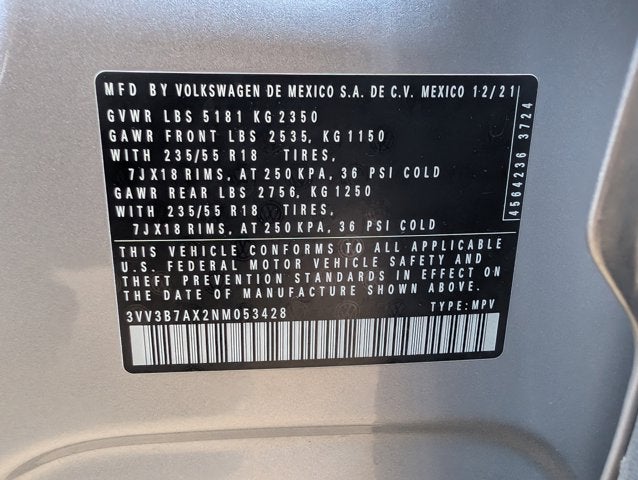 MFD BY VOLKSWAGEN DE MEXICO S.A. DE C.V. MEXICO 12/21
GVWR LBS 5181 KG 2350
GAWR FRONT LBS 2535, KG 1150
WITH 235/55 R18 TIRES,
7JX18 RIMS, AT 250 KPA, 36 PSI COLD
GAWR REAR LBS 2756, KG 1250
WITH 235/55 R18 TIRES,
7JX18 RIMS, AT 250 KPA, 36 PSI COLD
THIS VEHICLE CONFORMS TO ALL APPLICABLE
U.S. FEDERAL MOTOR VEHICLE SAFETY AND
THEFT PREVENTION STANDARDS IN EFFECT ON
THE DATE OF MANUFACTURE SHOWN ABOVE.
3VV3B7AX2NM053428 TYPE: MPV
4564236 3724